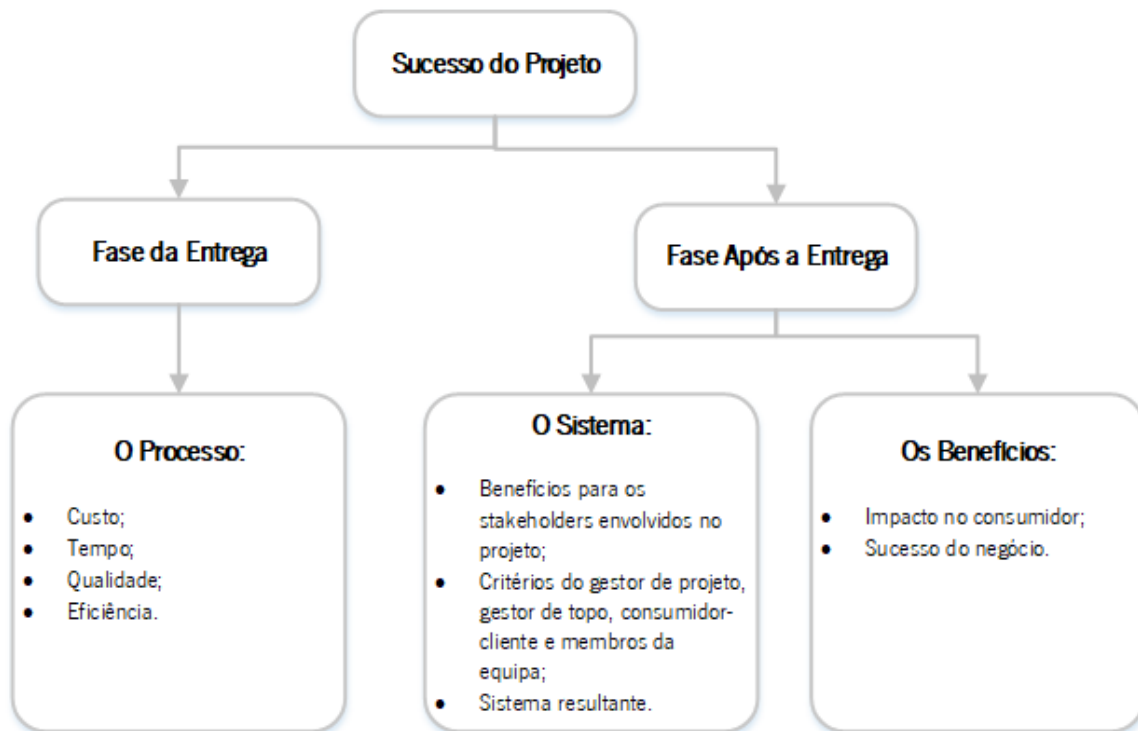 Sucesso do Projeto
Fase da Entrega
Fase Após a Entrega
O Processo:
• Custo;
• Tempo;
• Qualidade;
• Eficiência.
O Sistema:
• Benefícios para os
stakeholders envolvidos no
projeto;
• Critérios do gestor de projeto,
gestor de topo, consumidor-
cliente e membros da
equipa;
• Sistema resultante.
Os Benefícios:
• Impacto no consumidor;
• Sucesso do negócio.